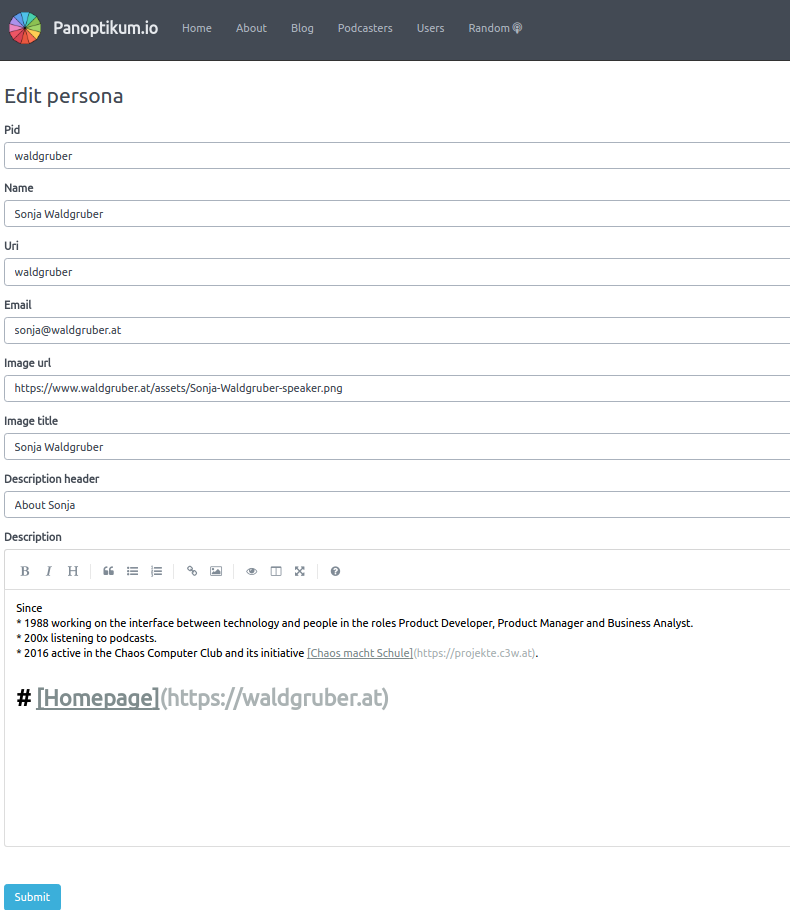 Panoptikum.io Home About Blog Podcasters Users Random
Edit persona
Pid
waldgruber
Name
Sonja Waldgruber
Uri
waldgruber
Email
sonja@waldgruber.at
Image url
https://www.waldgruber.at/assets/Sonja-Waldgruber-speaker.png
Image title
Sonja Waldgruber
Description header
About Sonja
Description
B I H
Since
* 1988 working on the interface between technology and people in the roles Product Developer, Product Manager and Business Analyst.
* 200x listening to podcasts.
* 2016 active in the Chaos Computer Club and its initiative [Chaos macht Schule](https://projekte.c3w.at).
# [Homepage](https://waldgruber.at)
Submit